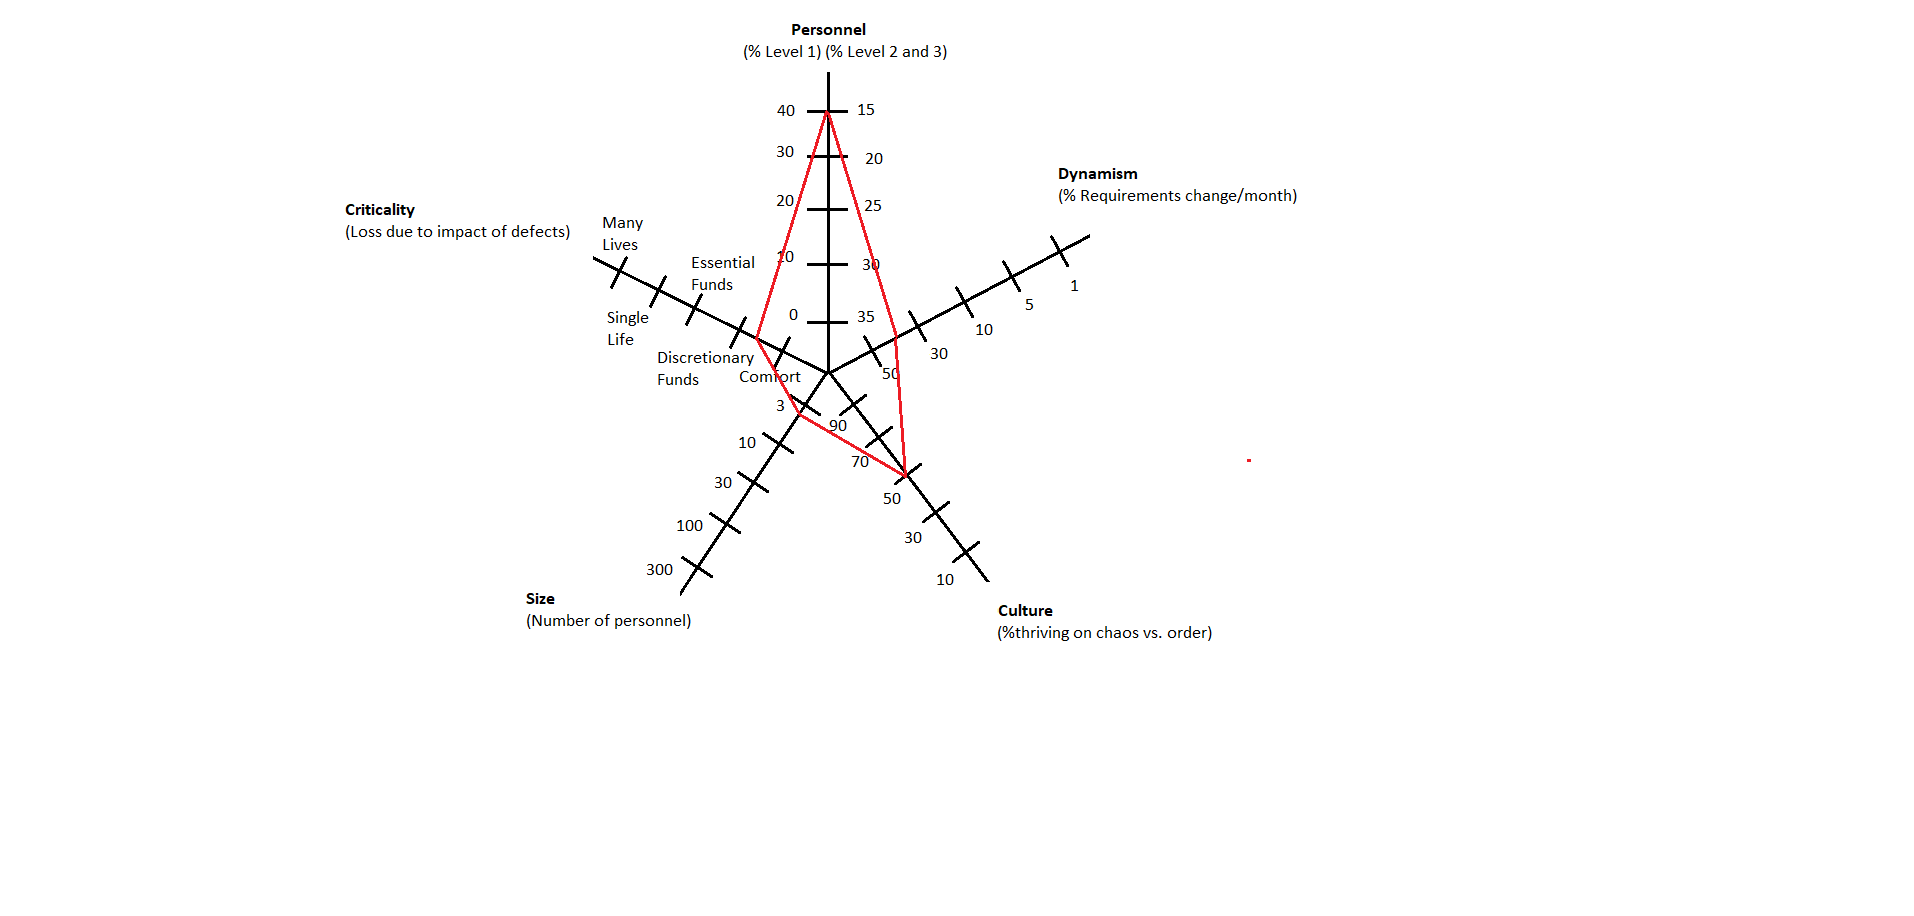 Personnel
(% Level 1) (% Level 2 and 3)
40
15
30
20
20
25
10
30
0
35
Dynamism
(% Requirements change/month)
1
5
10
30
50
Criticality
(Loss due to impact of defects)
Many
Lives
Essential
Funds
Single
Life
Discretionary
Funds
Comfort
3
10
30
100
300
Size
(Number of personnel)
90
70
50
30
10
Culture
(%thriving on chaos vs. order)